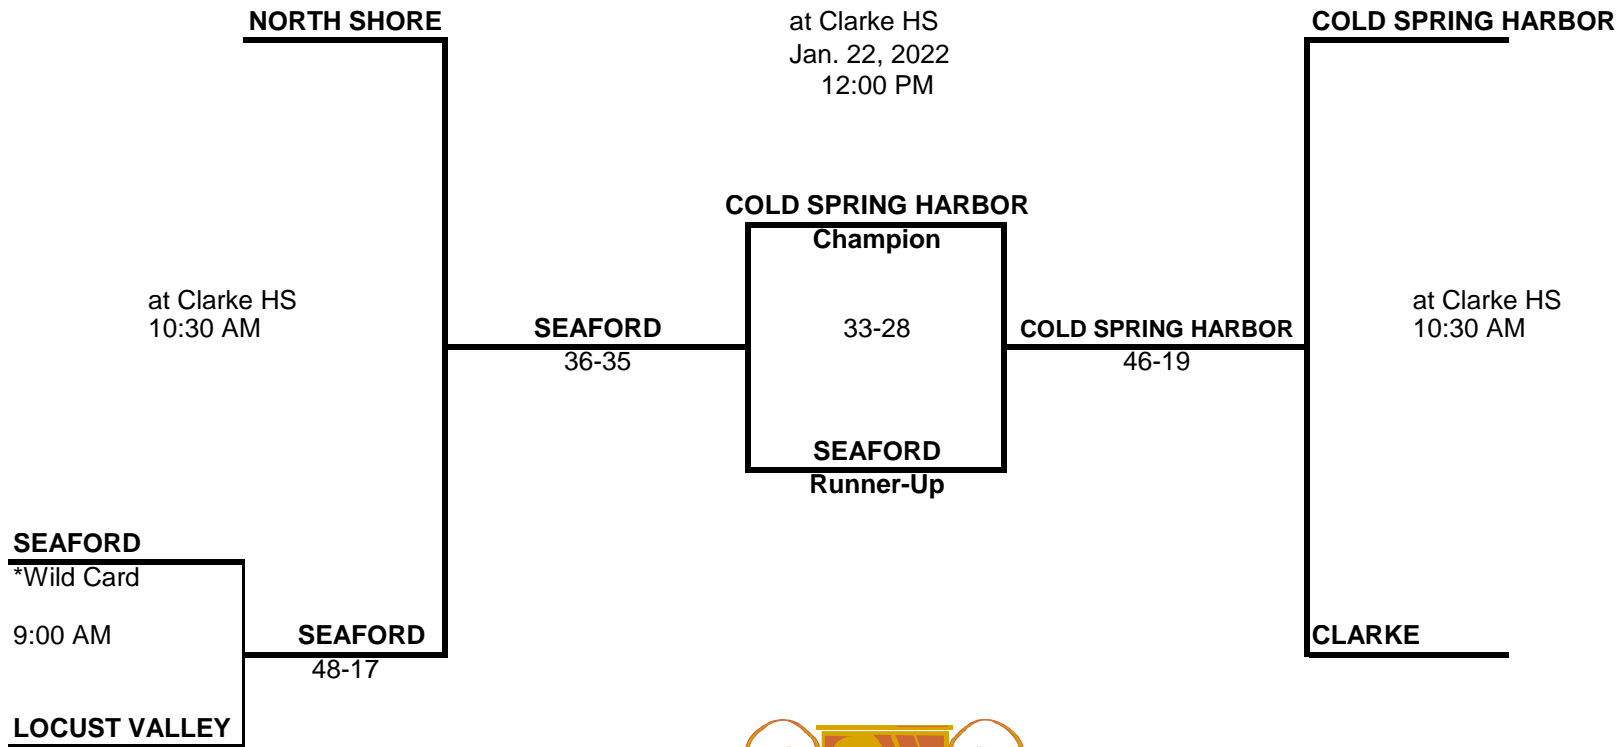 NORTH SHORE
at Clarke HS
Jan. 22, 2022
12:00 PM
COLD SPRING HARBOR
COLD SPRING HARBOR
Champion
at Clarke HS
10:30 AM
SEAFORD
36-35
33-28
COLD SPRING HARBOR
46-19
at Clarke HS
10:30 AM
SEAFORD
Runner-Up
SEAFORD
*Wild Card
9:00 AM
SEAFORD
48-17
CLARKE
LOCUST VALLEY